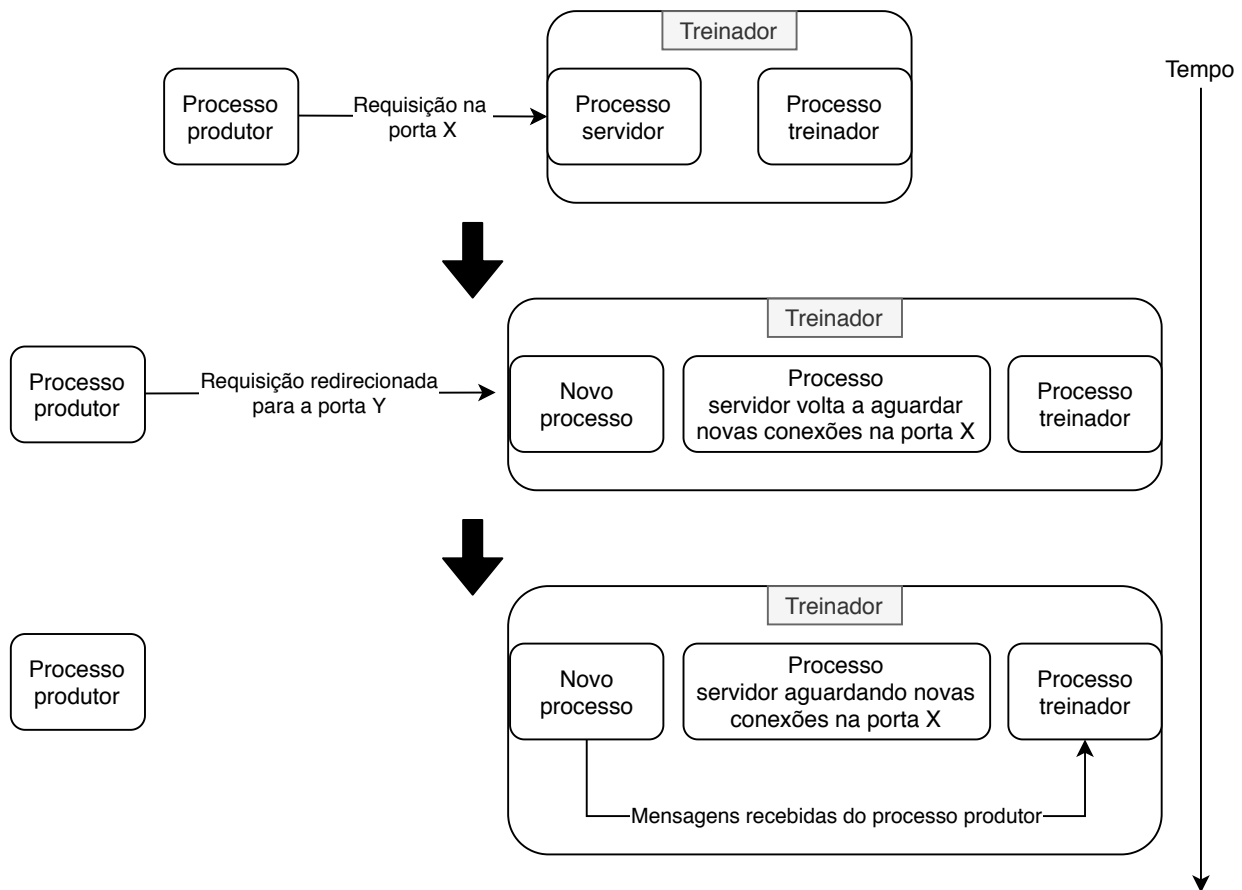 Treinador
Tempo
Processo
produtor
Requisição na
porta X
Processo
servidor
Processo
treinador
Treinador
Processo
produtor
Requisição redirecionada
para a porta Y
Novo
processo
Processo
servidor volta a aguardar
novas conexões na porta X
Processo
treinador
Treinador
Processo
produtor
Novo
processo
Processo
servidor aguardando novas
conexões na porta X
Processo
treinador
Mensagens recebidas do processo produtor